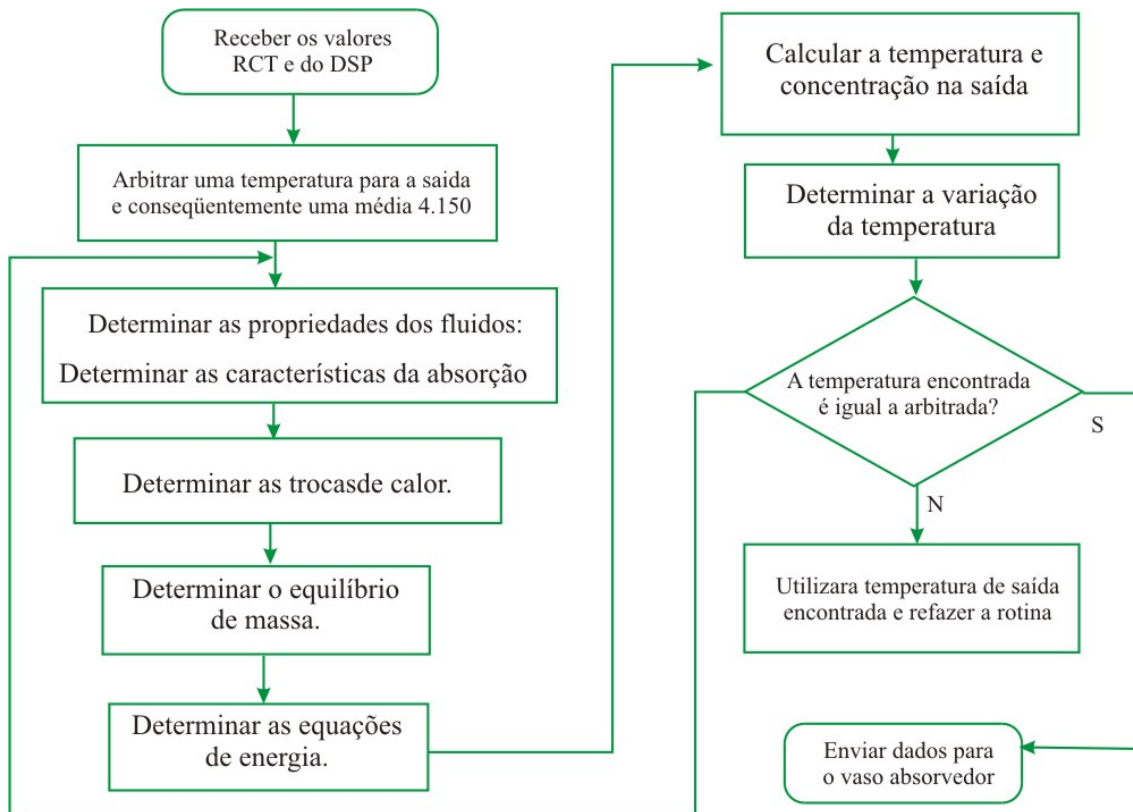 Receber os valores
RCT e do DSP
Arbitrar uma temperatura para a saida
e conseqüentemente uma média 4.150
Determinar as propriedades dos fluidos:
Determinar as características da absorção
Determinar as trocasde calor.
Determinar o equilíbrio
de massa.
Determinar as equações
de energia.
Calcular a temperatura e
concentração na saída
Determinar a variação
da temperatura
A temperatura encontrada
é igual a arbitrada?
S
N
Utilizara temperatura de saída
encontrada e refazer a rotina
Enviar dados para
o vaso absorvedor